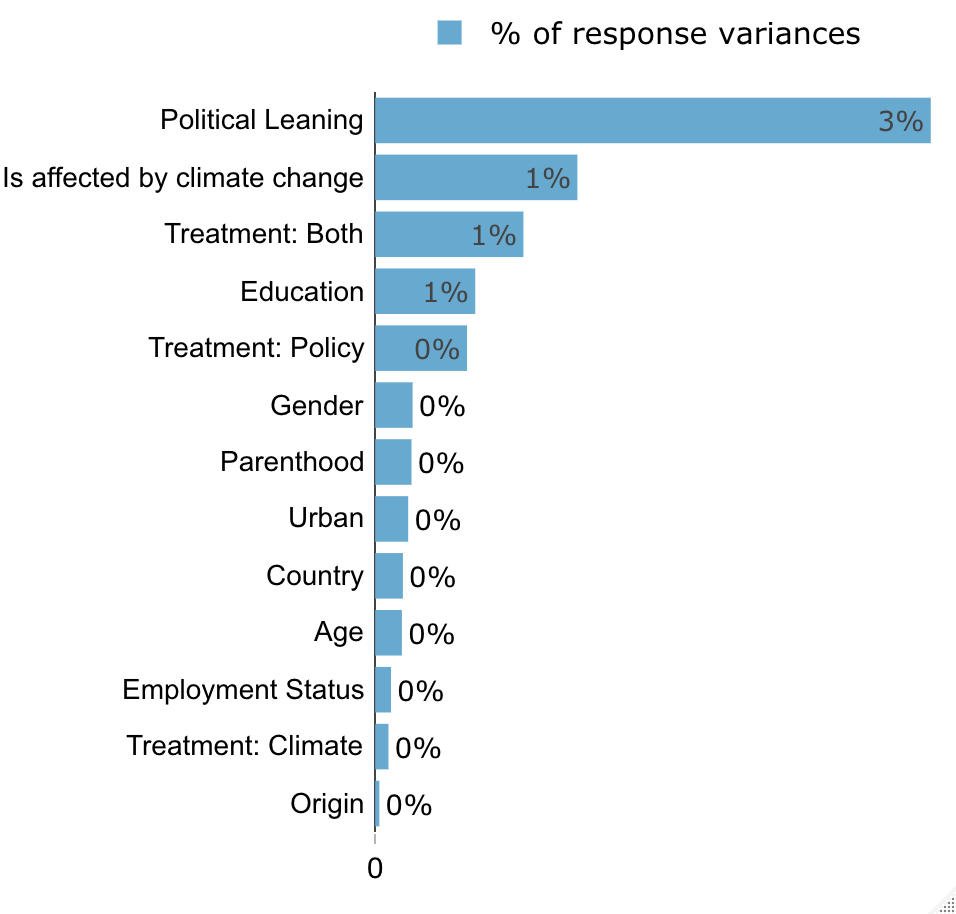 % of response variances
Political Leaning 3%
Is affected by climate change 1%
Treatment: Both 1%
Education 1%
Treatment: Policy 0%
Gender 0%
Parenthood 0%
Urban 0%
Country 0%
Age 0%
Employment Status 0%
Treatment: Climate 0%
Origin 0%
0